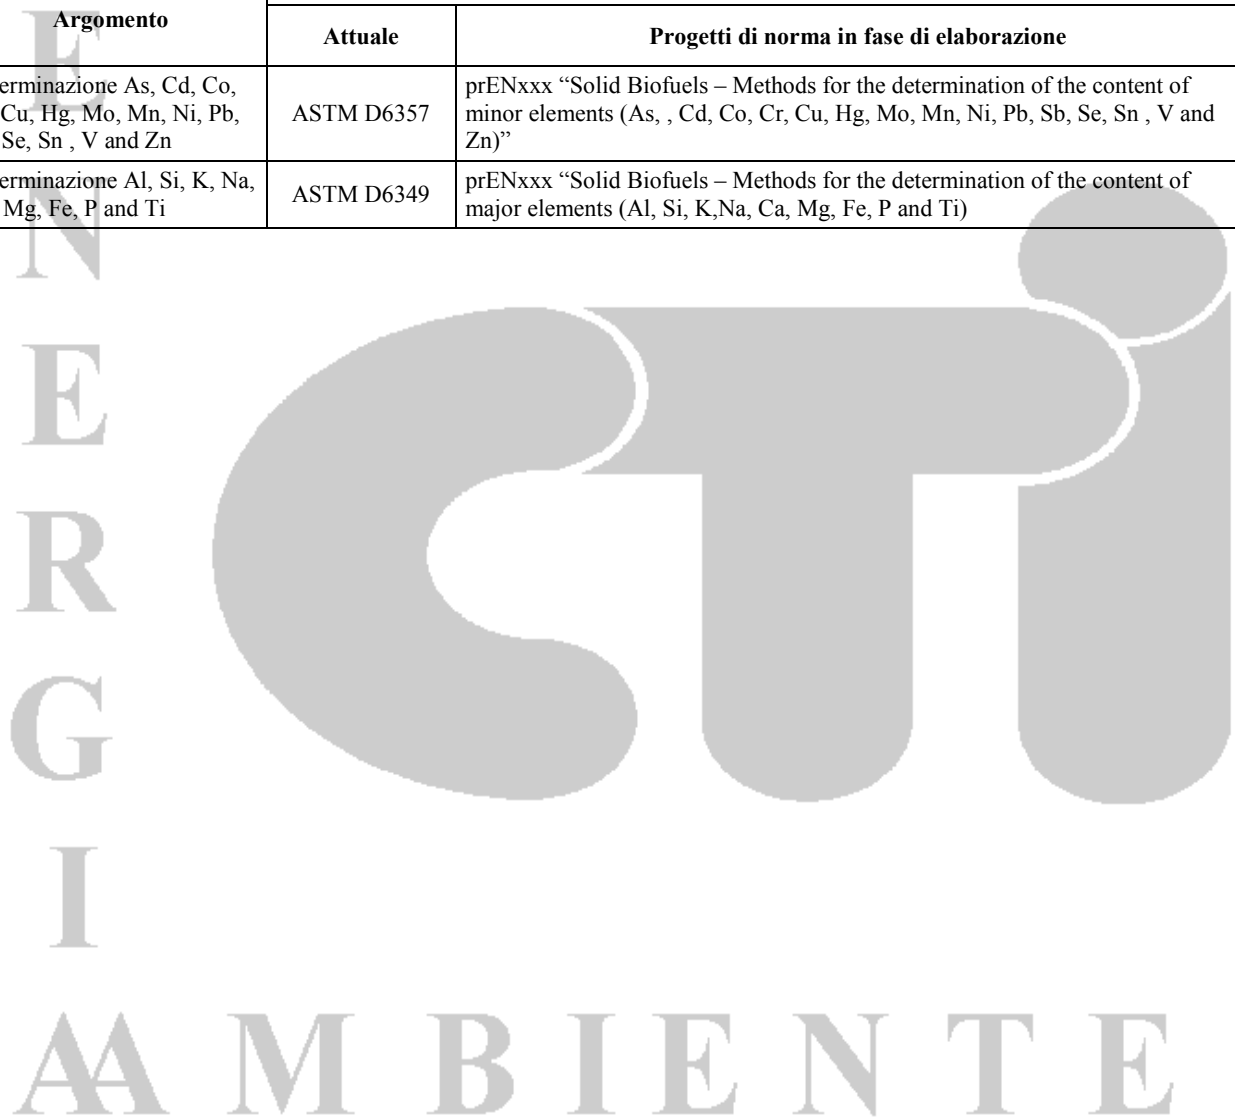 Argomento
Attuale
Progetti di norma in fase di elaborazione
erminazione As, Cd, Co,
Cu, Hg, Mo, Mn, Ni, Pb,
Se, Sn , V and Zn
ASTM D6357
prENxxx “Solid Biofuels – Methods for the determination of the content of
minor elements (As, , Cd, Co, Cr, Cu, Hg, Mo, Mn, Ni, Pb, Sb, Se, Sn , V and
Zn)”
erminazione Al, Si, K, Na,
Mg, Fe, P and Ti
ASTM D6349
prENxxx “Solid Biofuels – Methods for the determination of the content of
major elements (Al, Si, K,Na, Ca, Mg, Fe, P and Ti)
E
N
E
R
G
I
A
CTI
A M B I E N T E